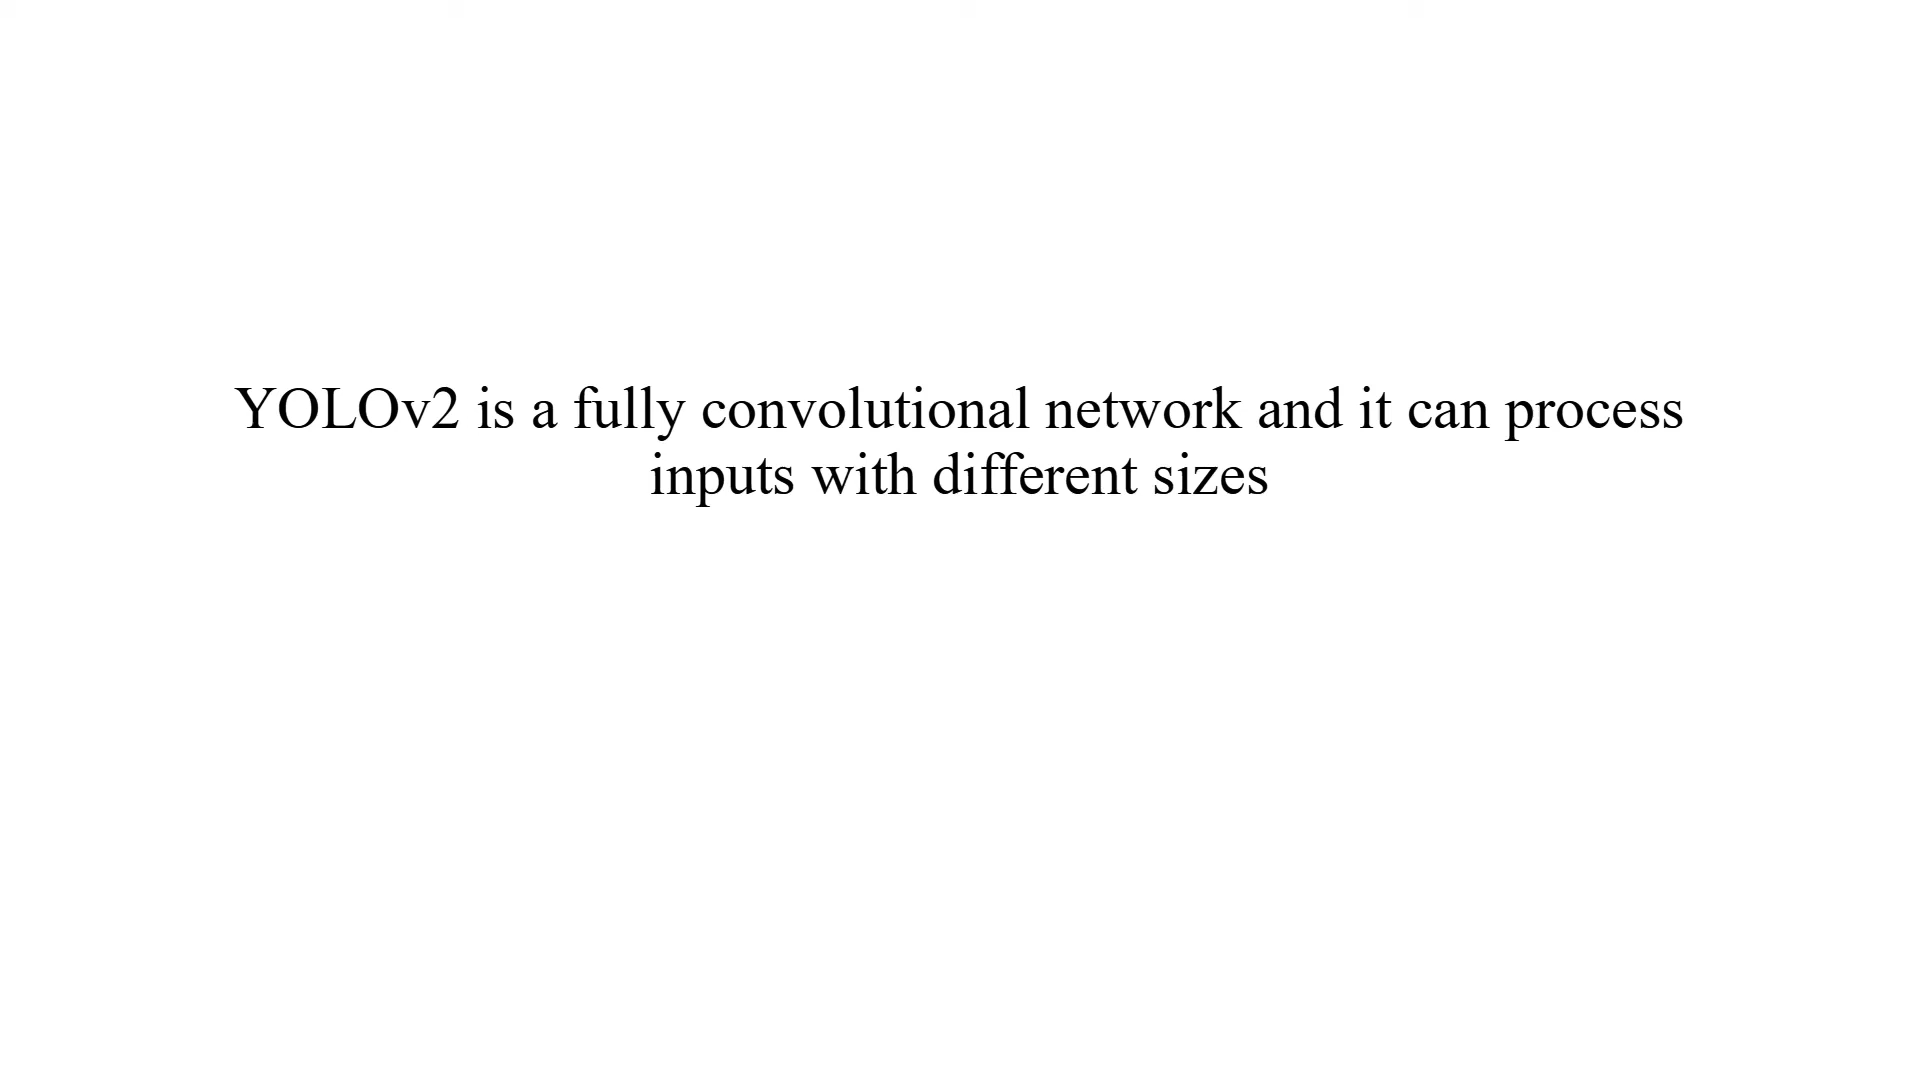 YOLOv2 is a fully convolutional network and it can process
inputs with different sizes